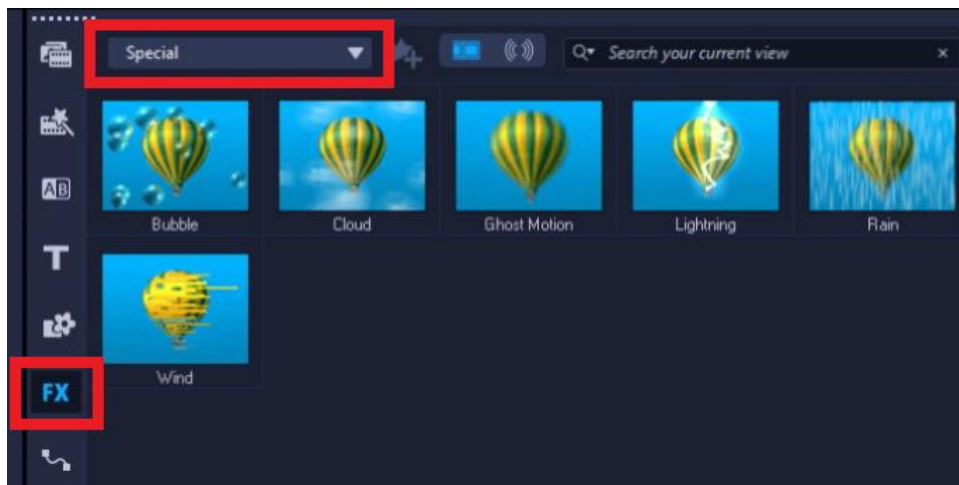 Special
Search your current view
AB
Bubble
Cloud
Ghost Motion
Lightning
Rain
T
Wind
FX